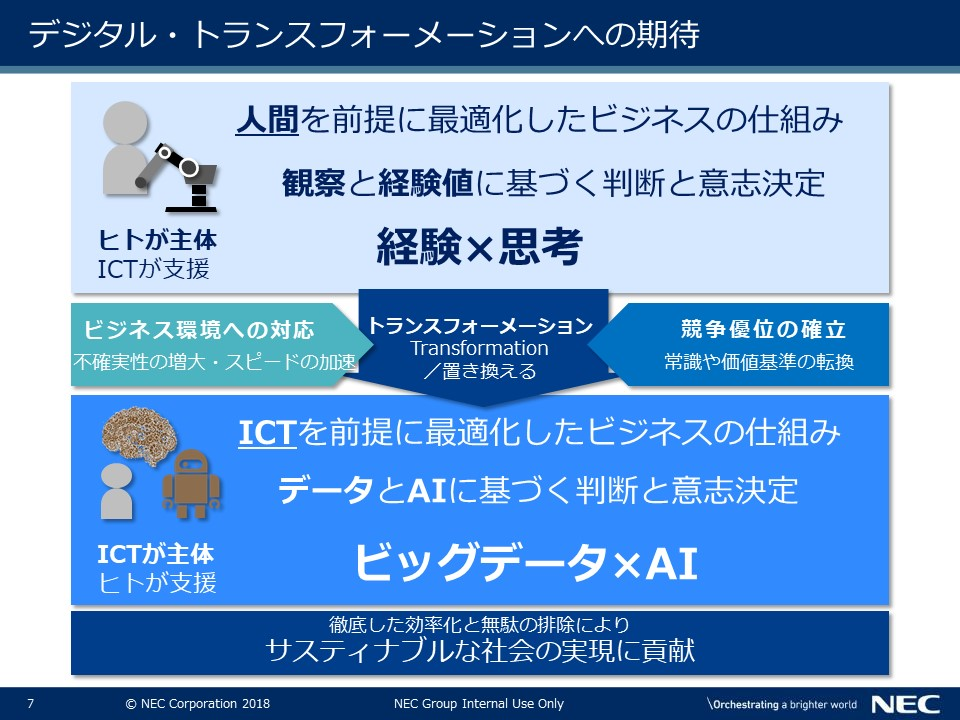 デジタル・トランスフォーメーションへの期待
人間を前提に最適化したビジネスの仕組み
観察と経験値に基づく判断と意志決定
経験×思考
ヒトが主体
ICTが支援
ビジネス環境への対応
不確実性の増大・スピードの加速
トランスフォーメーション
Transformation
／置き換える
競争優位の確立
常識や価値基準の転換
ICTを前提に最適化したビジネスの仕組み
データとAIに基づく判断と意志決定
ビッグデータ×AI
ICTが主体
ヒトが支援
徹底した効率化と無駄の排除により
サスティナブルな社会の実現に貢献
7
© NEC Corporation 2018
NEC Group Internal Use Only
\Orchestrating a brighter world
NEC